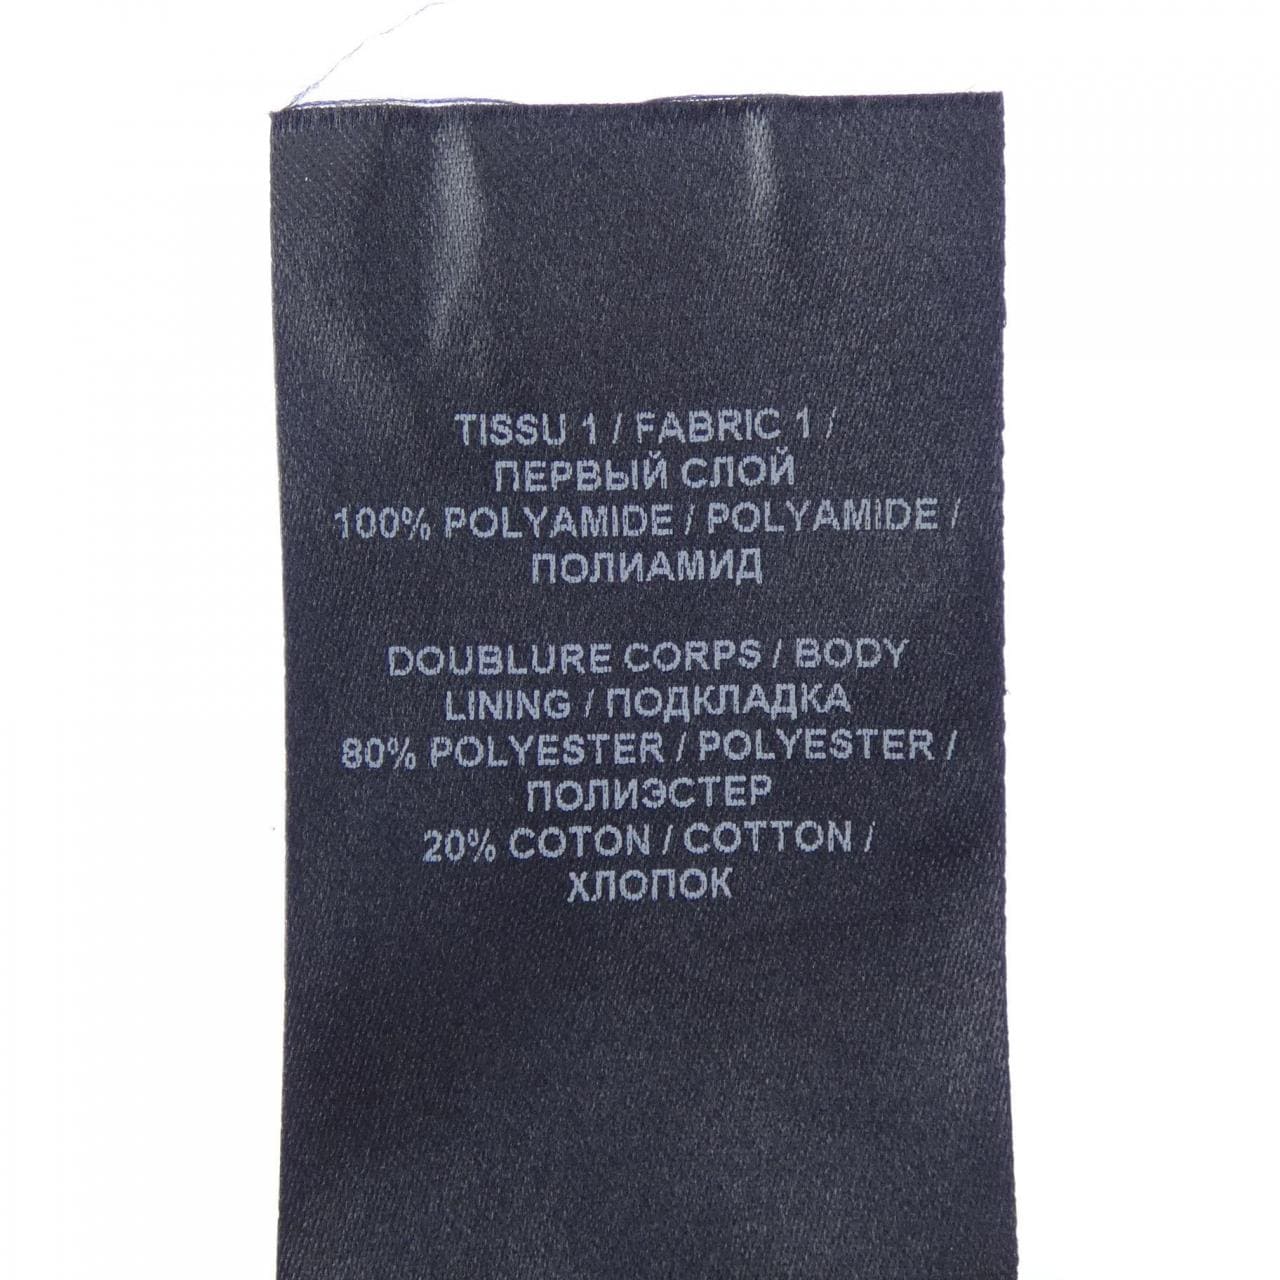 TISSU 1 / FABRIC 1 /
ПЕРВЫЙ СЛОЙ
100% POLYAMIDE / POLYAMIDE /
ПОЛИАМИД
DOUBLURE CORPS / BODY
LINING / ПОДКЛАДКА
80% POLYESTER / POLYESTER /
ПОЛИЭСТЕР
20% COTON / COTTON /
ХЛОПОК